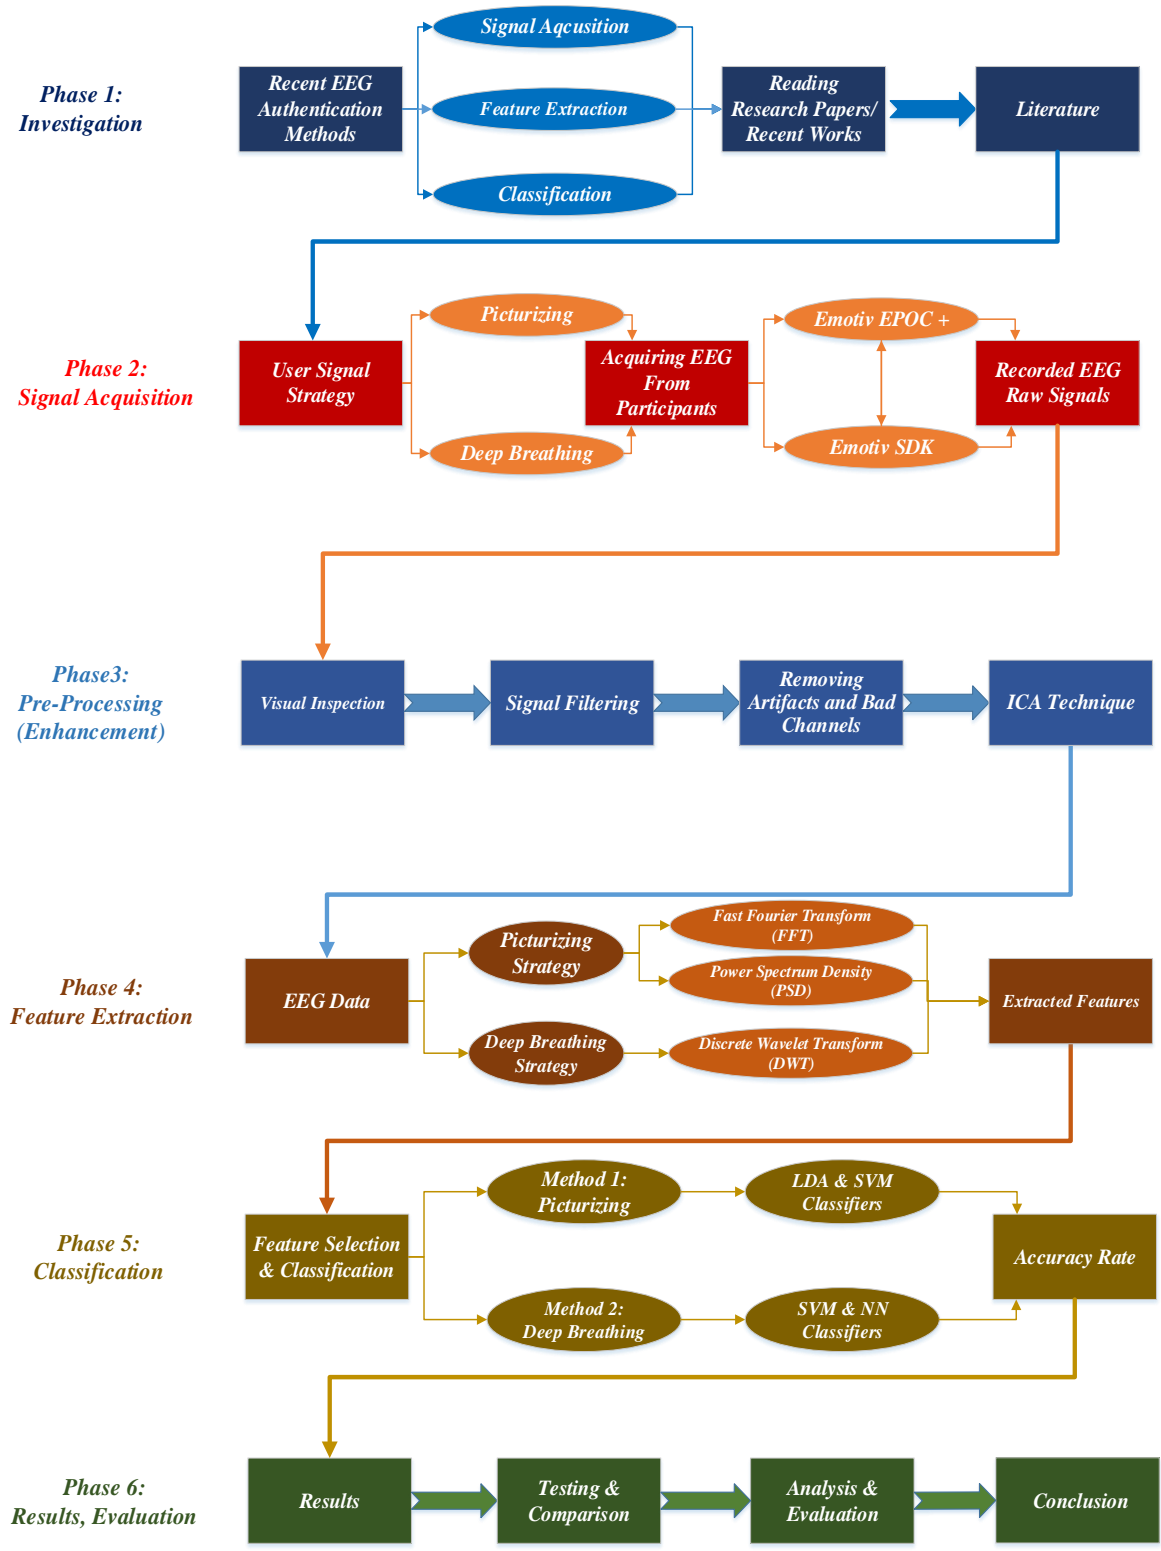 Phase 1:
Investigation
Recent EEG
Authentication
Methods
Signal Aqcusition
Feature Extraction
Classification
Reading
Research Papers/
Recent Works
Literature
Phase 2:
Signal Acquisition
User Signal
Strategy
Picturizing
Deep Breathing
Acquiring EEG
From
Participants
Emotiv EPOC +
Emotiv SDK
Recorded EEG
Raw Signals
Phase3:
Pre-Processing
(Enhancement)
Visual Inspection
Signal Filtering
Removing
Artifacts and Bad
Channels
ICA Technique
Phase 4:
Feature Extraction
EEG Data
Picturizing
Strategy
Deep Breathing
Strategy
Fast Fourier Transform
(FFT)
Power Spectrum Density
(PSD)
Discrete Wavelet Transform
(DWT)
Extracted Features
Phase 5:
Classification
Feature Selection
& Classification
Method 1:
Picturizing
LDA & SVM
Classifiers
Method 2:
Deep Breathing
SVM & NN
Classifiers
Accuracy Rate
Phase 6:
Results, Evaluation
Results
Testing &
Comparison
Analysis &
Evaluation
Conclusion